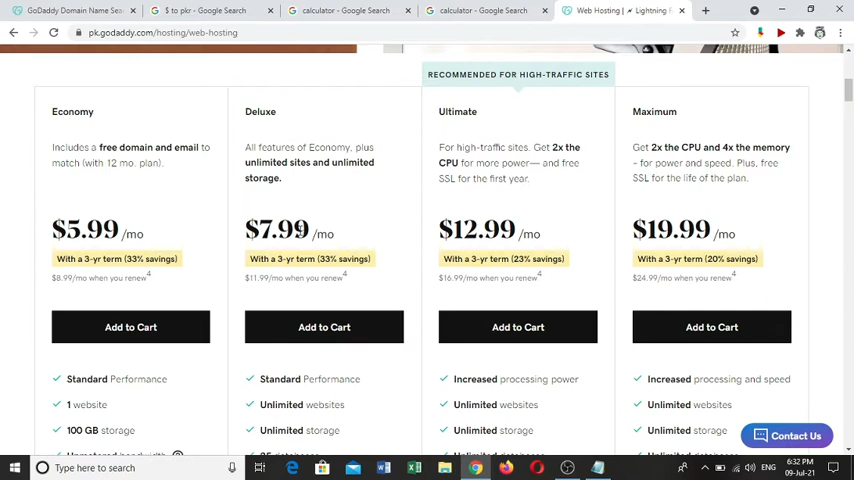 GoDaddy Domain Name Sea
$ to pkr - Google Search
calculator - Google Search
calculator - Google Search
Web Hosting | Lightning F
pk.godaddy.com/hosting/web-hosting
RECOMMENDED FOR HIGH-TRAFFIC SITES
Economy
Includes a free domain and email to
match (with 12 mo. plan).
$5.99 /mo
With a 3-yr term (33% savings)
$8.99/mo when you renew4
Add to Cart
Standard Performance
1 website
100 GB storage
Deluxe
All features of Economy, plus
unlimited sites and unlimited
storage.
$7.99 /mo
With a 3-yr term (33% savings)
$11.99/mo when you renew4
Add to Cart
Standard Performance
Unlimited websites
Unlimited storage
Ultimate
For high-traffic sites. Get 2x the
CPU for more power— and free
SSL for the first year.
$12.99 /mo
With a 3-yr term (23% savings)
$16.99/mo when you renew4
Add to Cart
Increased processing power
Unlimited websites
Unlimited storage
Maximum
Get 2x the CPU and 4x the memory
- for power and speed. Plus, free
SSL for the life of the plan.
$19.99 /mo
With a 3-yr term (20% savings)
$24.99/mo when you renew4
Add to Cart
Increased processing and speed
Unlimited websites
Unlimited storage
Contact Us
Type here to search
ENG
6:32 PM
09-Jul-21